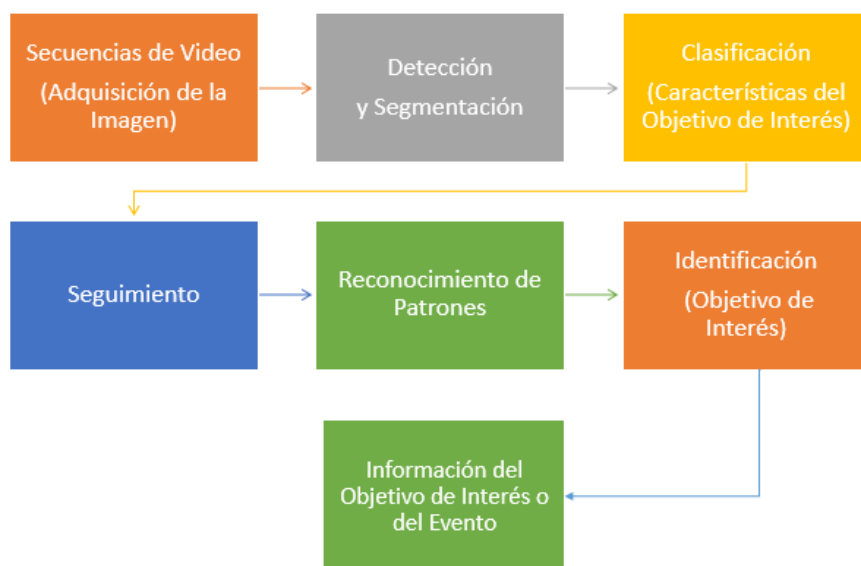 Secuencias de Video
(Adquisición de la
Imagen)
Detección
y Segmentación
Clasificación
(Características del
Objetivo de Interés)
Seguimiento
Reconocimiento de
Patrones
Identificación
(Objetivo de
Interés)
Información del
Objetivo de Interés o
del Evento